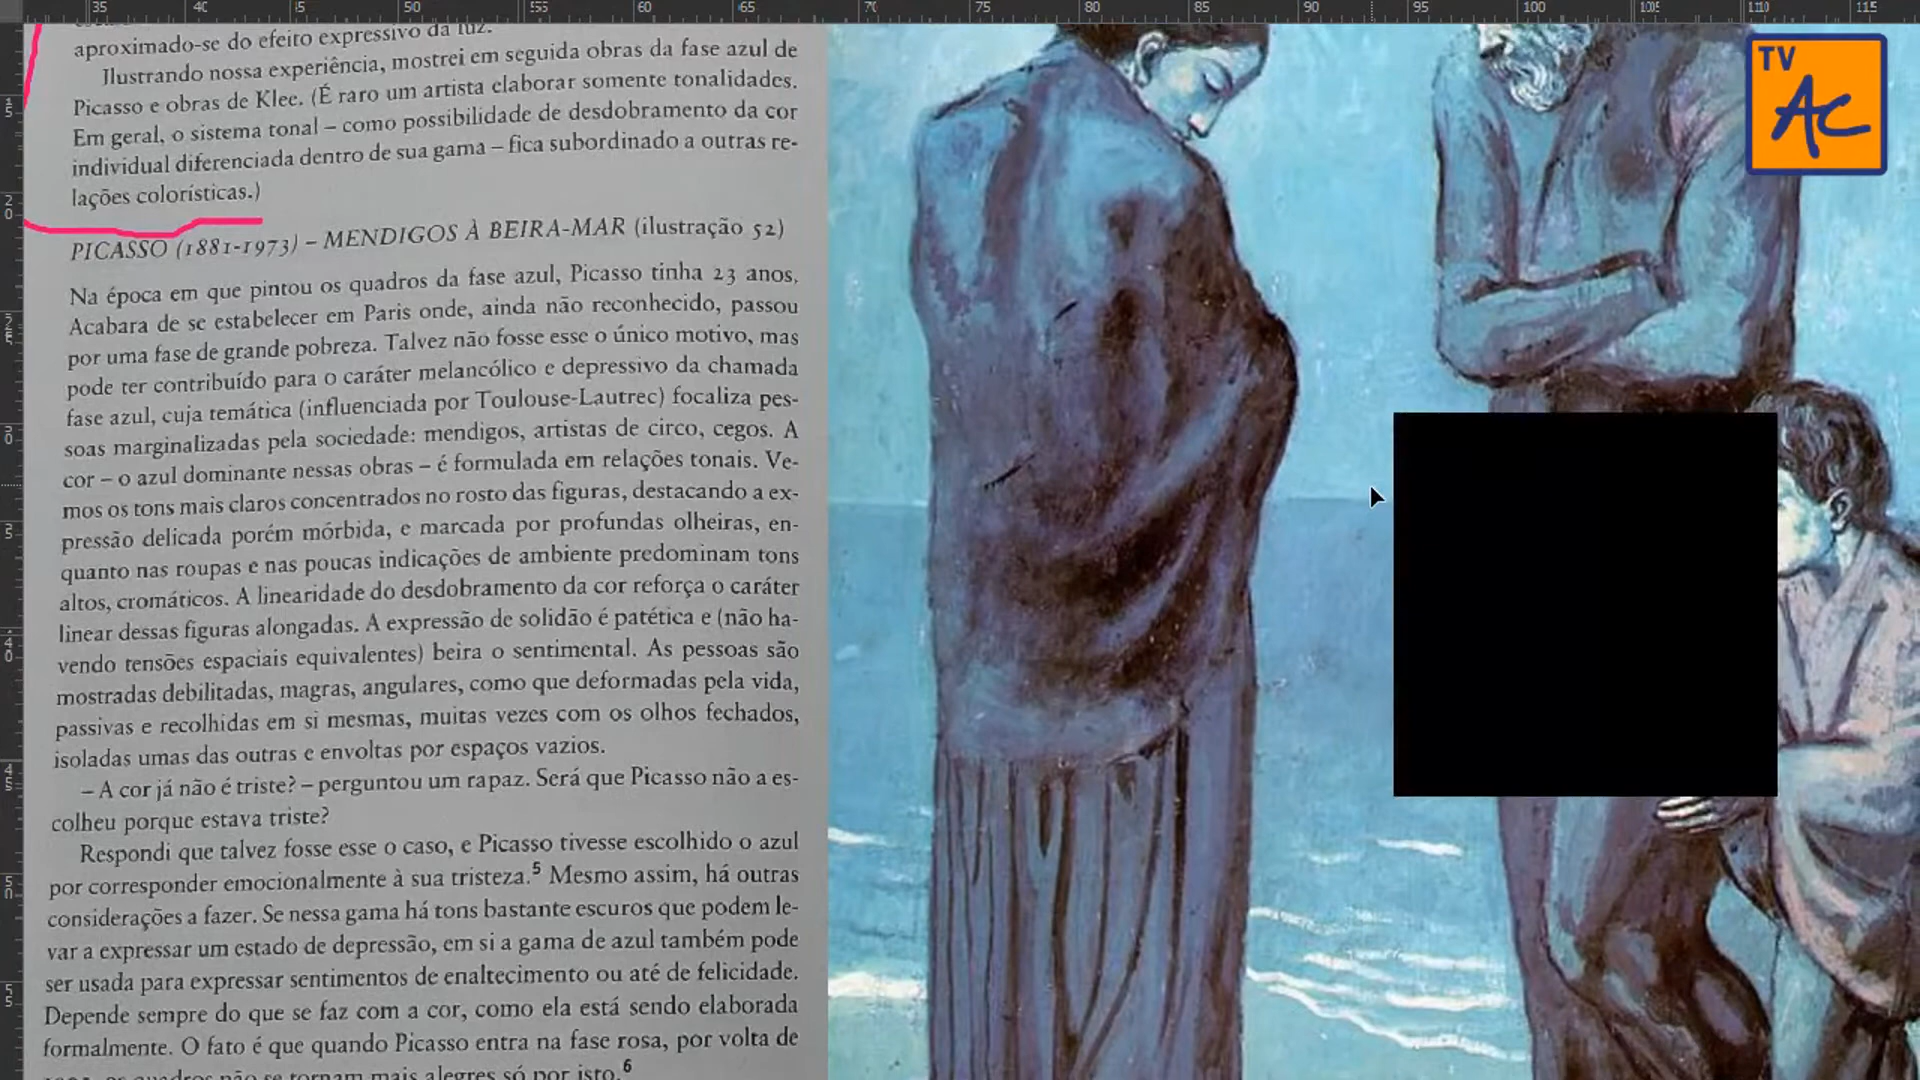 35 40 45 50 55 60 65 70 75 80 85 90 95 100 105 110 115
aproximado-se do efeito expressivo da luz.
Ilustrando nossa experiência, mostrei em seguida obras da fase azul de
Picasso e obras de Klee. (É raro um artista elaborar somente tonalidades.
Em geral, o sistema tonal – como possibilidade de desdobramento da cor
individual diferenciada dentro de sua gama – fica subordinado a outras re-
lações colorísticas.)
PICASSO (1881-1973) – MENDIGOS À BEIRA-MAR (ilustração 52)
Na época em que pintou os quadros da fase azul, Picasso tinha 23 anos.
Acabara de se estabelecer em Paris onde, ainda não reconhecido, passou
por uma fase de grande pobreza. Talvez não fosse esse o único motivo, mas
pode ter contribuído para o caráter melancólico e depressivo da chamada
fase azul, cuja temática (influenciada por Toulouse-Lautrec) focaliza pes-
soas marginalizadas pela sociedade: mendigos, artistas de circo, cegos. A
cor – o azul dominante nessas obras – é formulada em relações tonais. Ve-
mos os tons mais claros concentrados no rosto das figuras, destacando a ex-
pressão delicada porém mórbida, e marcada por profundas olheiras, en-
quanto nas roupas e nas poucas indicações de ambiente predominam tons
altos, cromáticos. A linearidade do desdobramento da cor reforça o caráter
linear dessas figuras alongadas. A expressão de solidão é patética e (não ha-
vendo tensões espaciais equivalentes) beira o sentimental. As pessoas são
mostradas debilitadas, magras, angulares, como que deformadas pela vida,
passivas e recolhidas em si mesmas, muitas vezes com os olhos fechados,
isoladas umas das outras e envoltas por espaços vazios.
– A cor já não é triste? – perguntou um rapaz. Será que Picasso não a es-
colheu porque estava triste?
Respondi que talvez fosse esse o caso, e Picasso tivesse escolhido o azul
por corresponder emocionalmente à sua tristeza.5 Mesmo assim, há outras
considerações a fazer. Se nessa gama há tons bastante escuros que podem le-
var a expressar um estado de depressão, em si a gama de azul também pode
ser usada para expressar sentimentos de enaltecimento ou até de felicidade.
Depende sempre do que se faz com a cor, como ela está sendo elaborada
formalmente. O fato é que quando Picasso entra na fase rosa, por volta de
os quadros não se tornam mais alegres só por isto.6
TV
AC